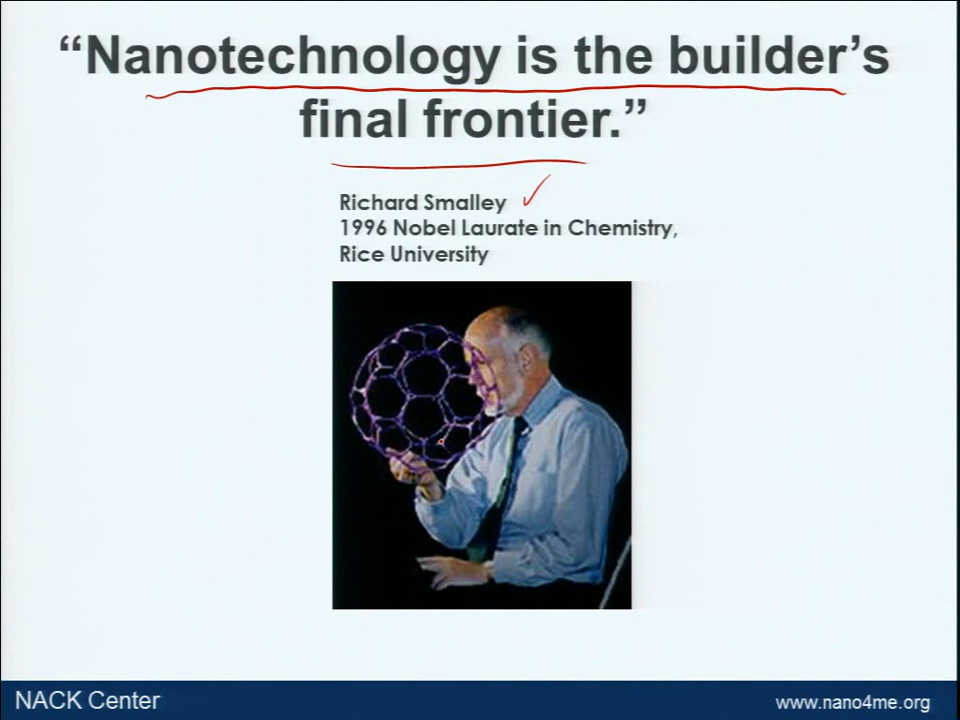 “Nanotechnology is the builder’s
final frontier.”
Richard Smalley
1996 Nobel Laurate in Chemistry,
Rice University
NACK Center
www.nano4me.org